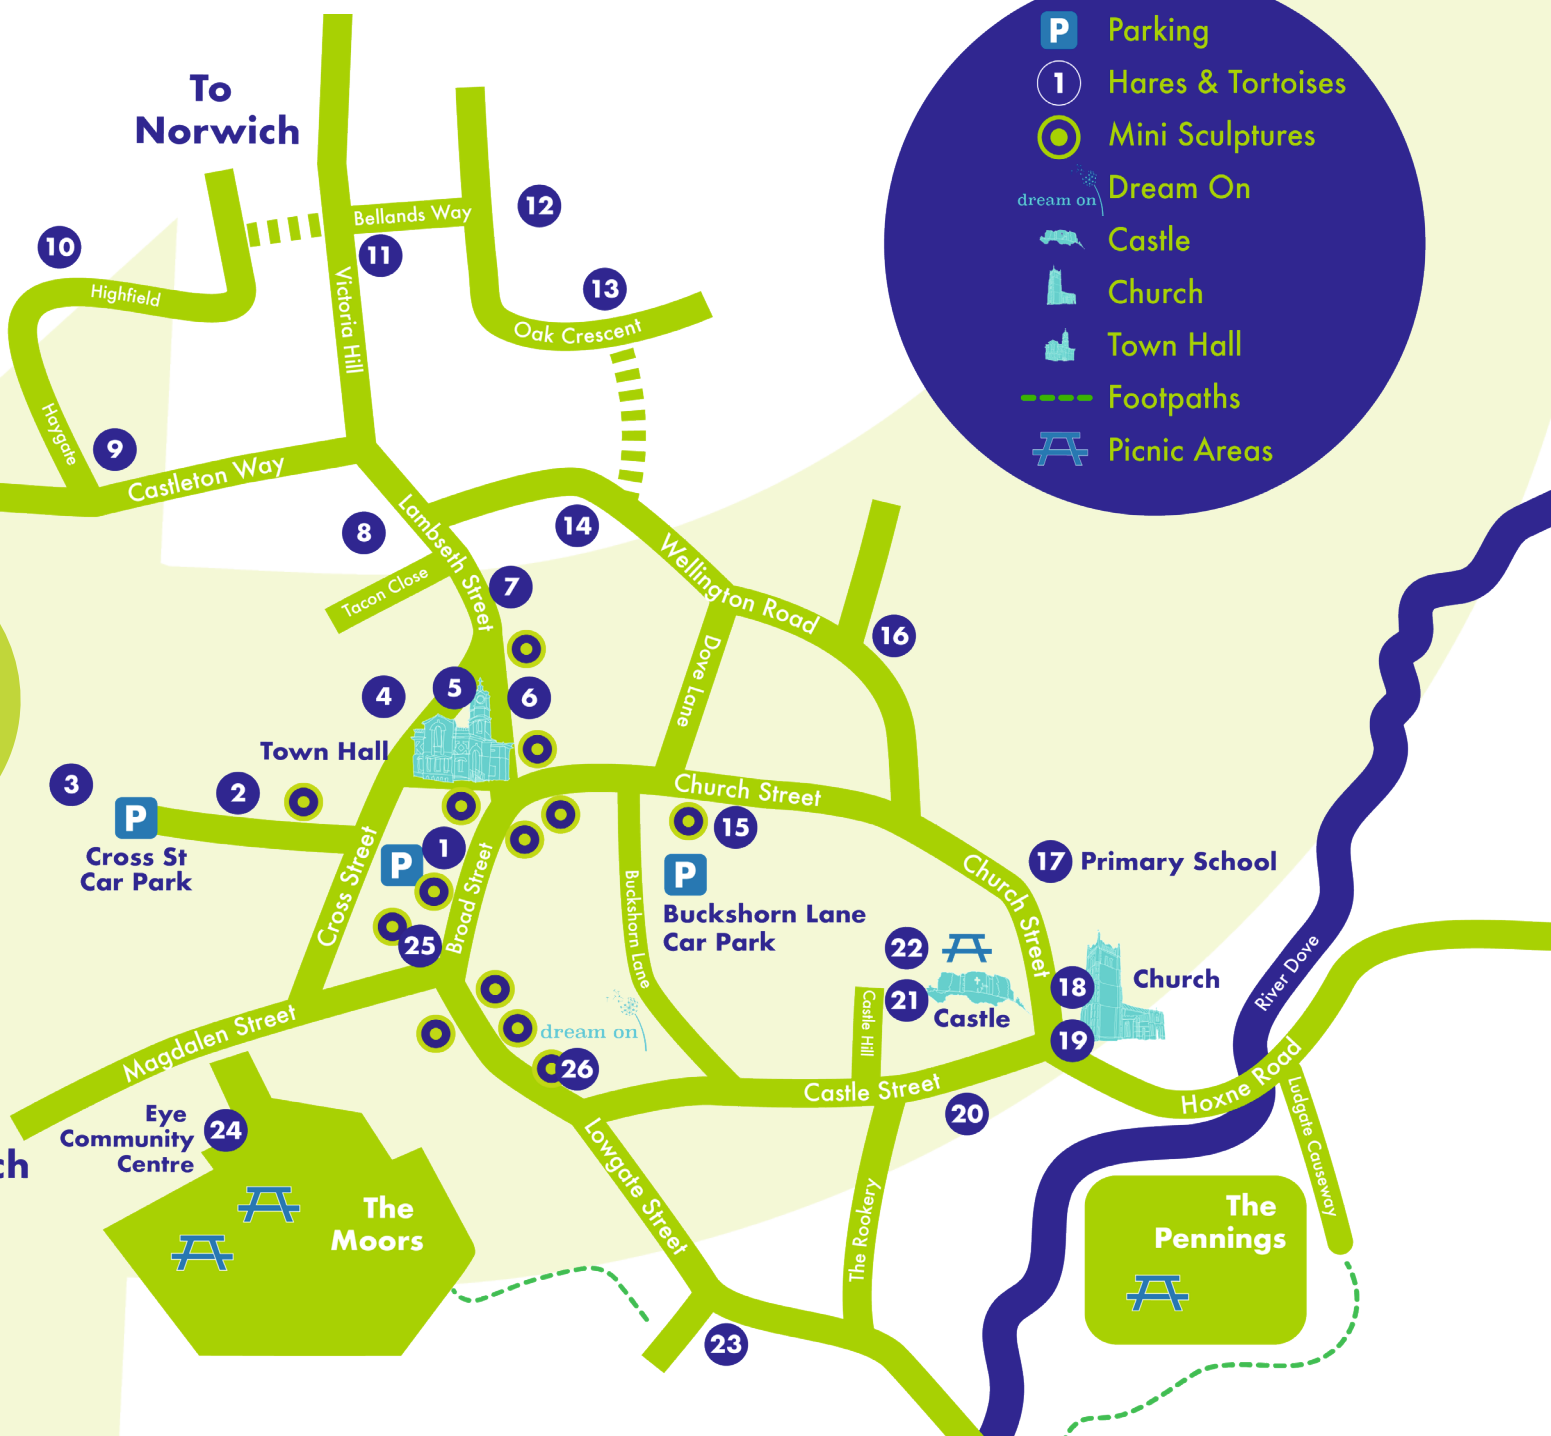 P Parking
1 Hares & Tortoises
Mini Sculptures
dream on Dream On
Castle
Church
Town Hall
Footpaths
Picnic Areas
To
Norwich
12
Bellands Way
10
11
13
Highfield
Victoria Hill
Oak Crescent
Haygate
9
Castleton Way
8
Lambseth Street
14
Wellington Road
Tacon Close
7
16
Dove Lane
4
5
6
Town Hall
3
2
P
Cross St
Car Park
Church Street
15
1
P
Cross Street
Broad Street
25
Buckshorn Lane
P
Buckshorn Lane
Car Park
17 Primary School
Church Street
22
21
Castle
Castle Hill
18
Church
19
River Dove
dream on
26
Magdalen Street
Castle Street
20
Hoxne Road
Ludgate Causeway
Eye
Community
Centre
24
ch
The
Moors
Lowgate Street
The Rookery
The
Pennings
23